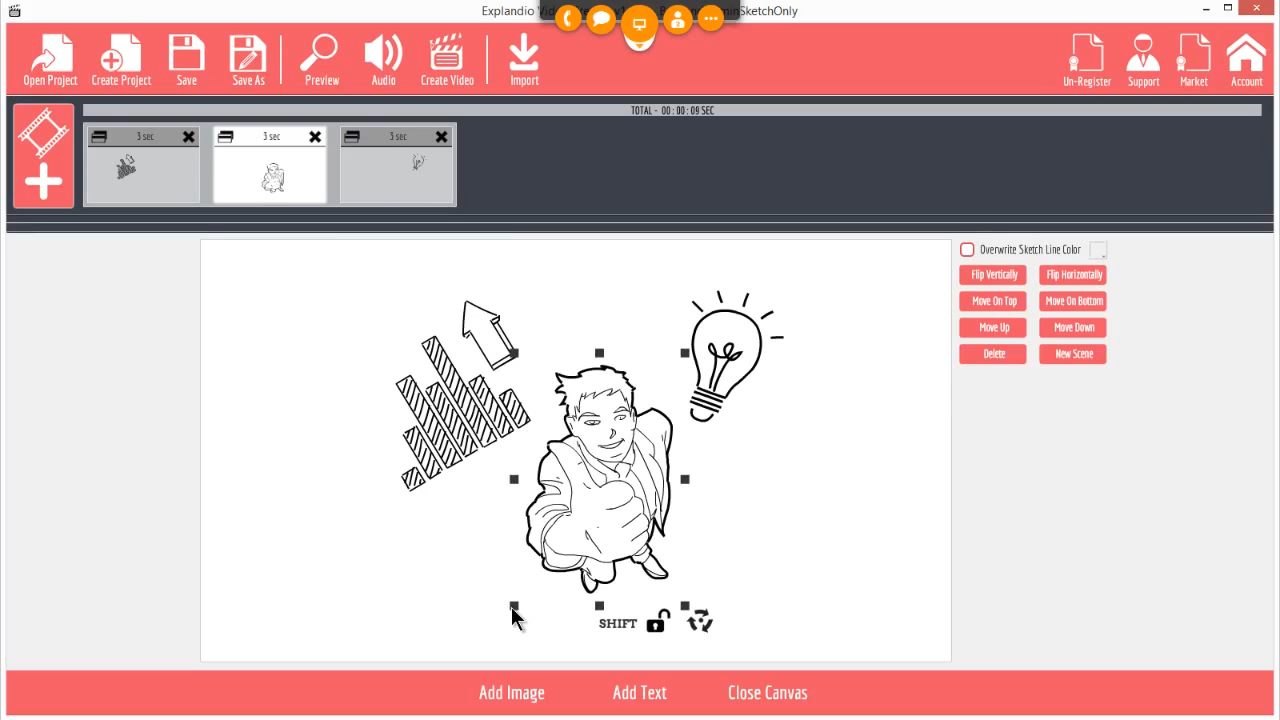 Explandio Vi
minSketchOnly
Open Project
Create Project
Save
Save As
Preview
Audio
Create Video
Import
Un-Register
Support
Market
Account
TOTAL - 00 : 00 : 09 SEC
3 sec
3 sec
3 sec
Overwrite Sketch Line Color
Flip Vertically
Flip Horizontally
Move On Top
Move On Bottom
Move Up
Move Down
Delete
New Scene
SHIFT
Add Image
Add Text
Close Canvas